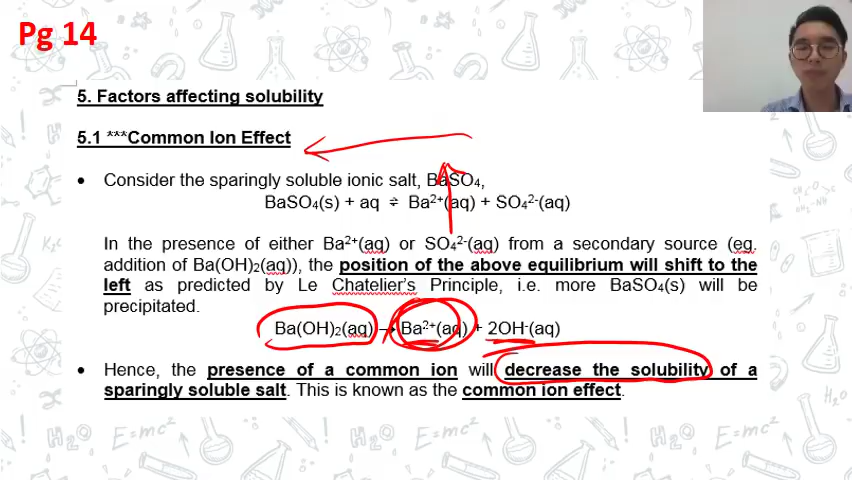 Pg 14
5. Factors affecting solubility
5.1 ***Common Ion Effect
• Consider the sparingly soluble ionic salt, BaSO₄,
BaSO₄(s) + aq ⇌ Ba²⁺(aq) + SO₄²⁻(aq)
In the presence of either Ba²⁺(aq) or SO₄²⁻(aq) from a secondary source (eg.
addition of Ba(OH)₂(aq)), the position of the above equilibrium will shift to the
left as predicted by Le Chatelier's Principle, i.e. more BaSO₄(s) will be
precipitated.
Ba(OH)₂(aq) → Ba²⁺(aq) + 2OH⁻(aq)
• Hence, the presence of a common ion will decrease the solubility of a
sparingly soluble salt. This is known as the common ion effect.